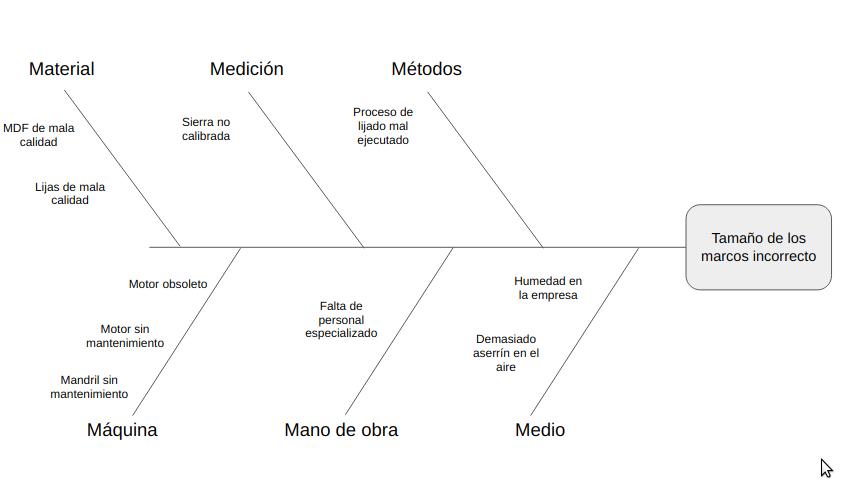 Material
Medición
Métodos
MDF de mala
calidad
Lijas de mala
calidad
Sierra no
calibrada
Proceso de
lijado mal
ejecutado
Tamaño de los
marcos incorrecto
Motor obsoleto
Motor sin
mantenimiento
Mandril sin
mantenimiento
Falta de
personal
especializado
Humedad en
la empresa
Demasiado
aserrín en el
aire
Máquina
Mano de obra
Medio